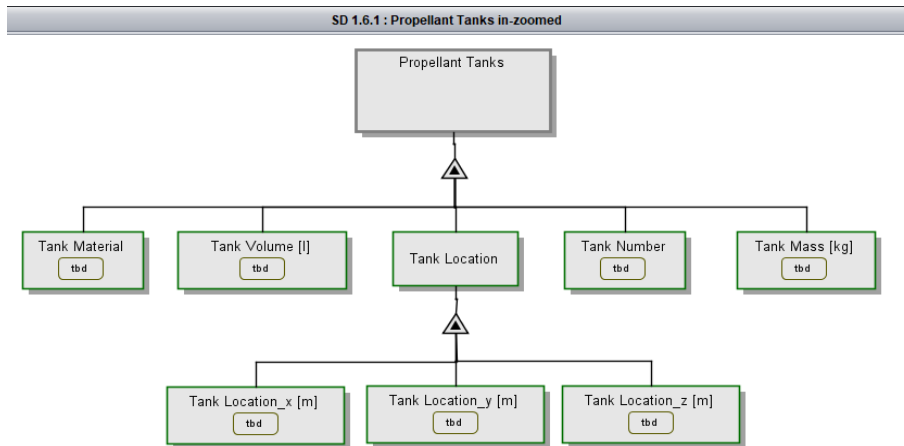 SD 1.6.1 : Propellant Tanks in-zoomed
Propellant Tanks
Tank Material
tbd
Tank Volume [l]
tbd
Tank Location
Tank Number
tbd
Tank Mass [kg]
tbd
Tank Location_x [m]
tbd
Tank Location_y [m]
tbd
Tank Location_z [m]
tbd